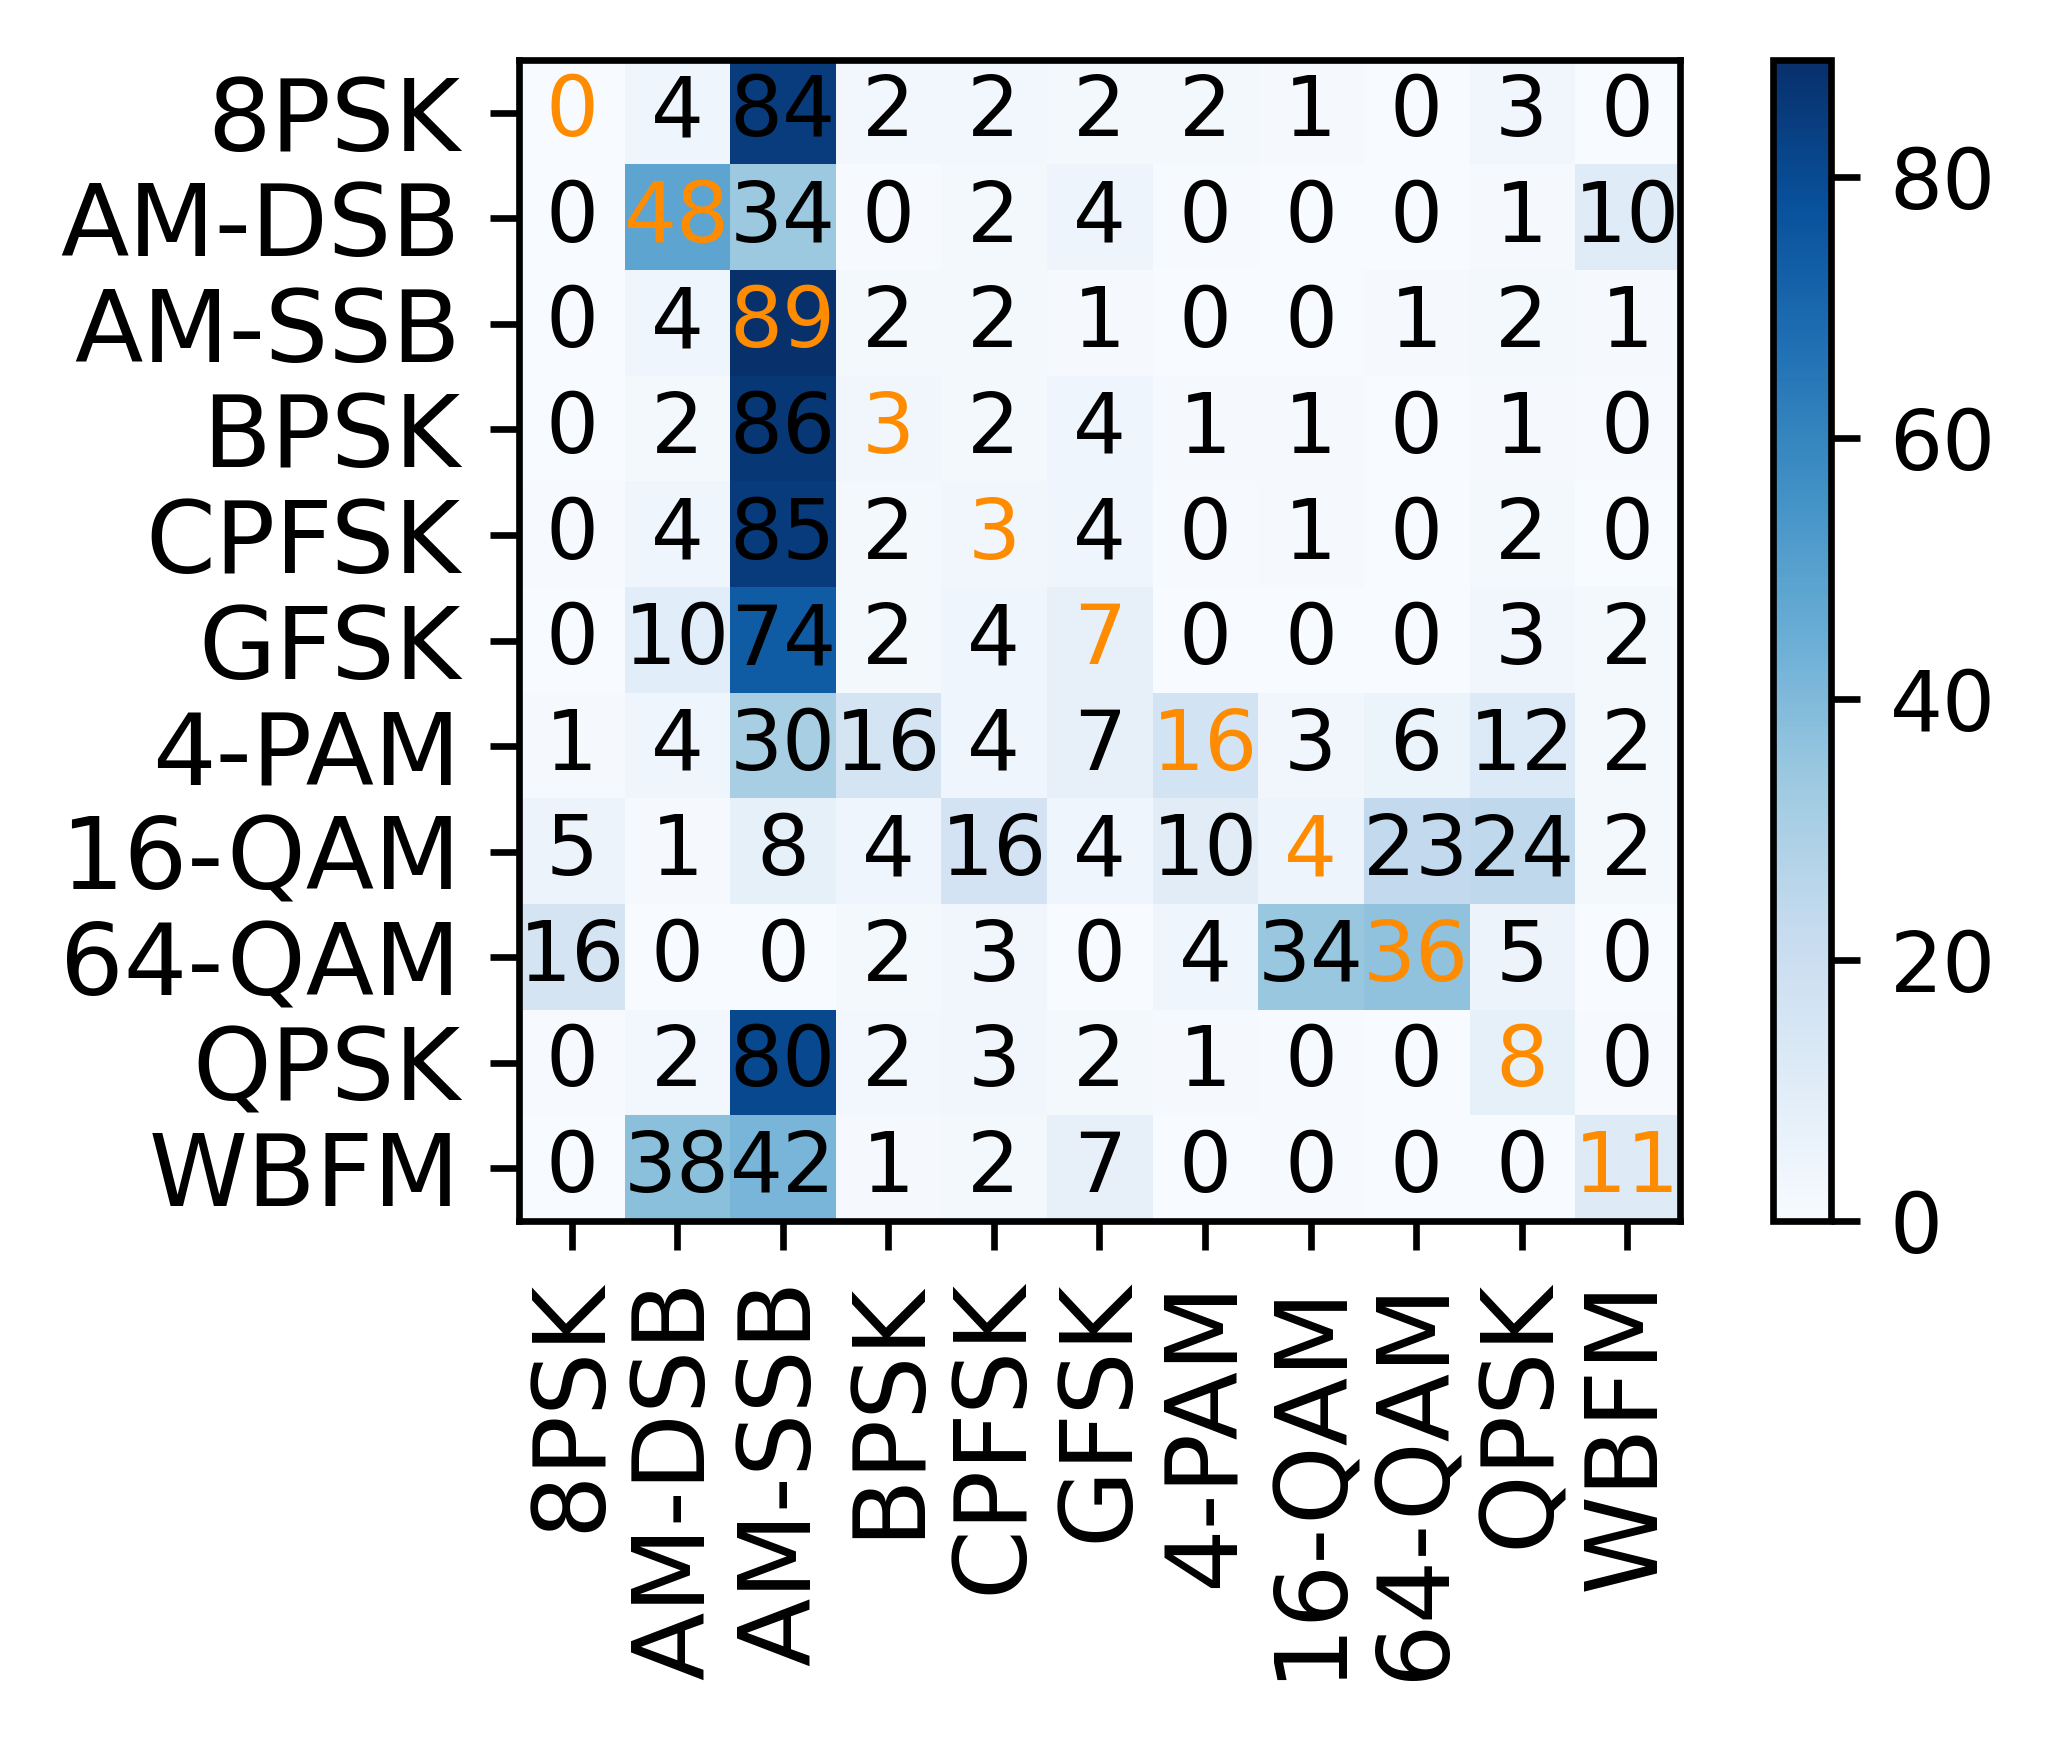 8PSK 0 4 84 2 2 2 2 1 0 3 0
AM-DSB 0 48 34 0 2 4 0 0 0 1 10
AM-SSB 0 4 89 2 2 1 0 0 1 2 1
BPSK 0 2 86 3 2 4 1 1 0 1 0
CPFSK 0 4 85 2 3 4 0 1 0 2 0
GFSK 0 10 74 2 4 7 0 0 0 3 2
4-PAM 1 4 30 16 4 7 16 3 6 12 2
16-QAM 5 1 8 4 16 4 10 4 23 24 2
64-QAM 16 0 0 2 3 0 4 34 36 5 0
QPSK 0 2 80 2 3 2 1 0 0 8 0
WBFM 0 38 42 1 2 7 0 0 0 0 11
8PSK
AM-DSB
AM-SSB
BPSK
CPFSK
GFSK
4-PAM
16-QAM
64-QAM
QPSK
WBFM
80
60
40
20
0